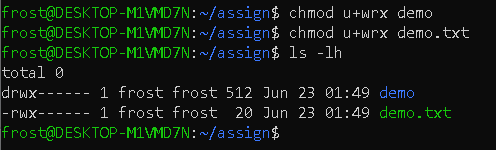 frost@DESKTOP-M1VMD7N:~/assign$ chmod u+wrx demo
frost@DESKTOP-M1VMD7N:~/assign$ chmod u+wrx demo.txt
frost@DESKTOP-M1VMD7N:~/assign$ ls -lh
total 0
drwx------ 1 frost frost 512 Jun 23 01:49 demo
-rwx------ 1 frost frost  20 Jun 23 01:49 demo.txt
frost@DESKTOP-M1VMD7N:~/assign$